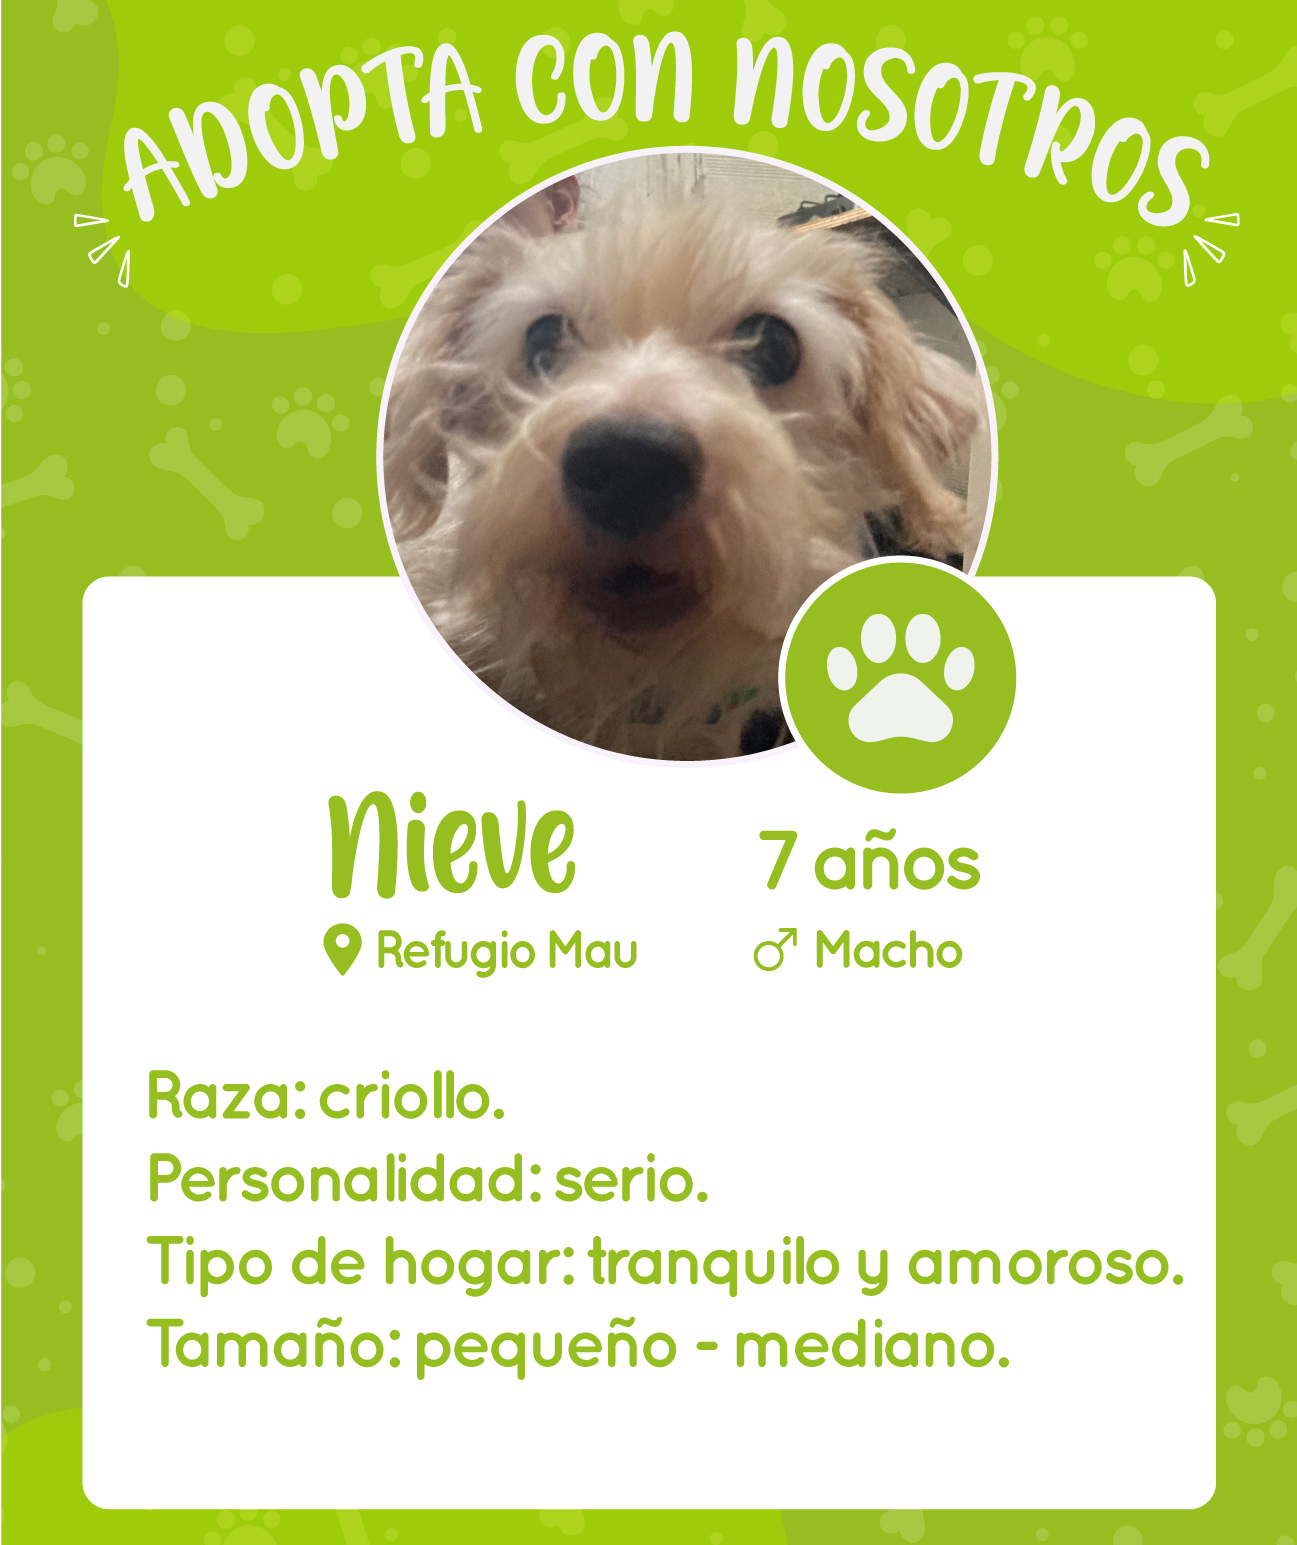 ADOPTA CON NOSOTROS
Nieve
7 años
Refugio Mau
Macho
Raza: criollo.
Personalidad: serio.
Tipo de hogar: tranquilo y amoroso.
Tamaño: pequeño - mediano.